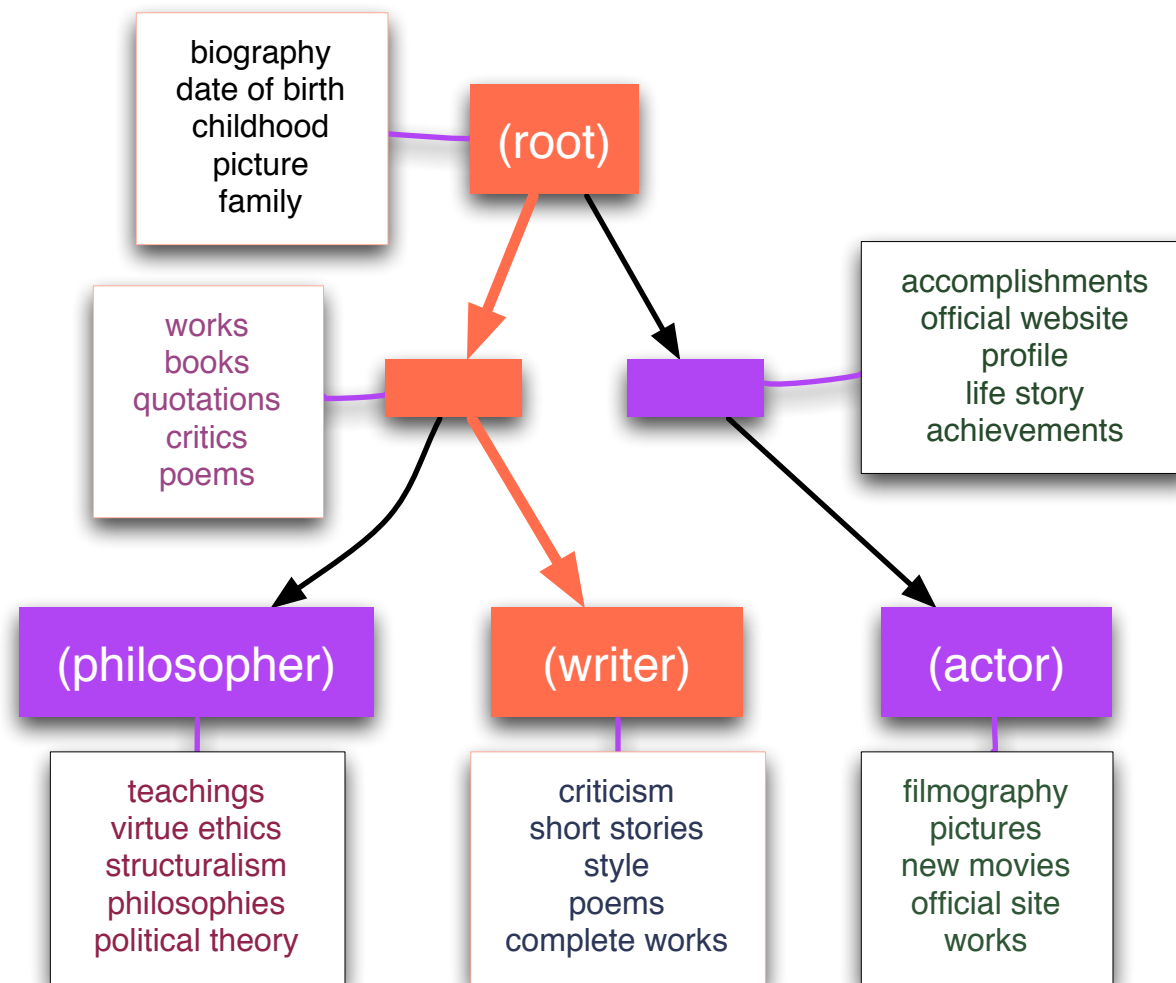 biography
date of birth
childhood
picture
family
(root)
accomplishments
official website
profile
life story
achievements
works
books
quotations
critics
poems
(philosopher)
(writer)
(actor)
teachings
virtue ethics
structuralism
philosophies
political theory
criticism
short stories
style
poems
complete works
filmography
pictures
new movies
official site
works